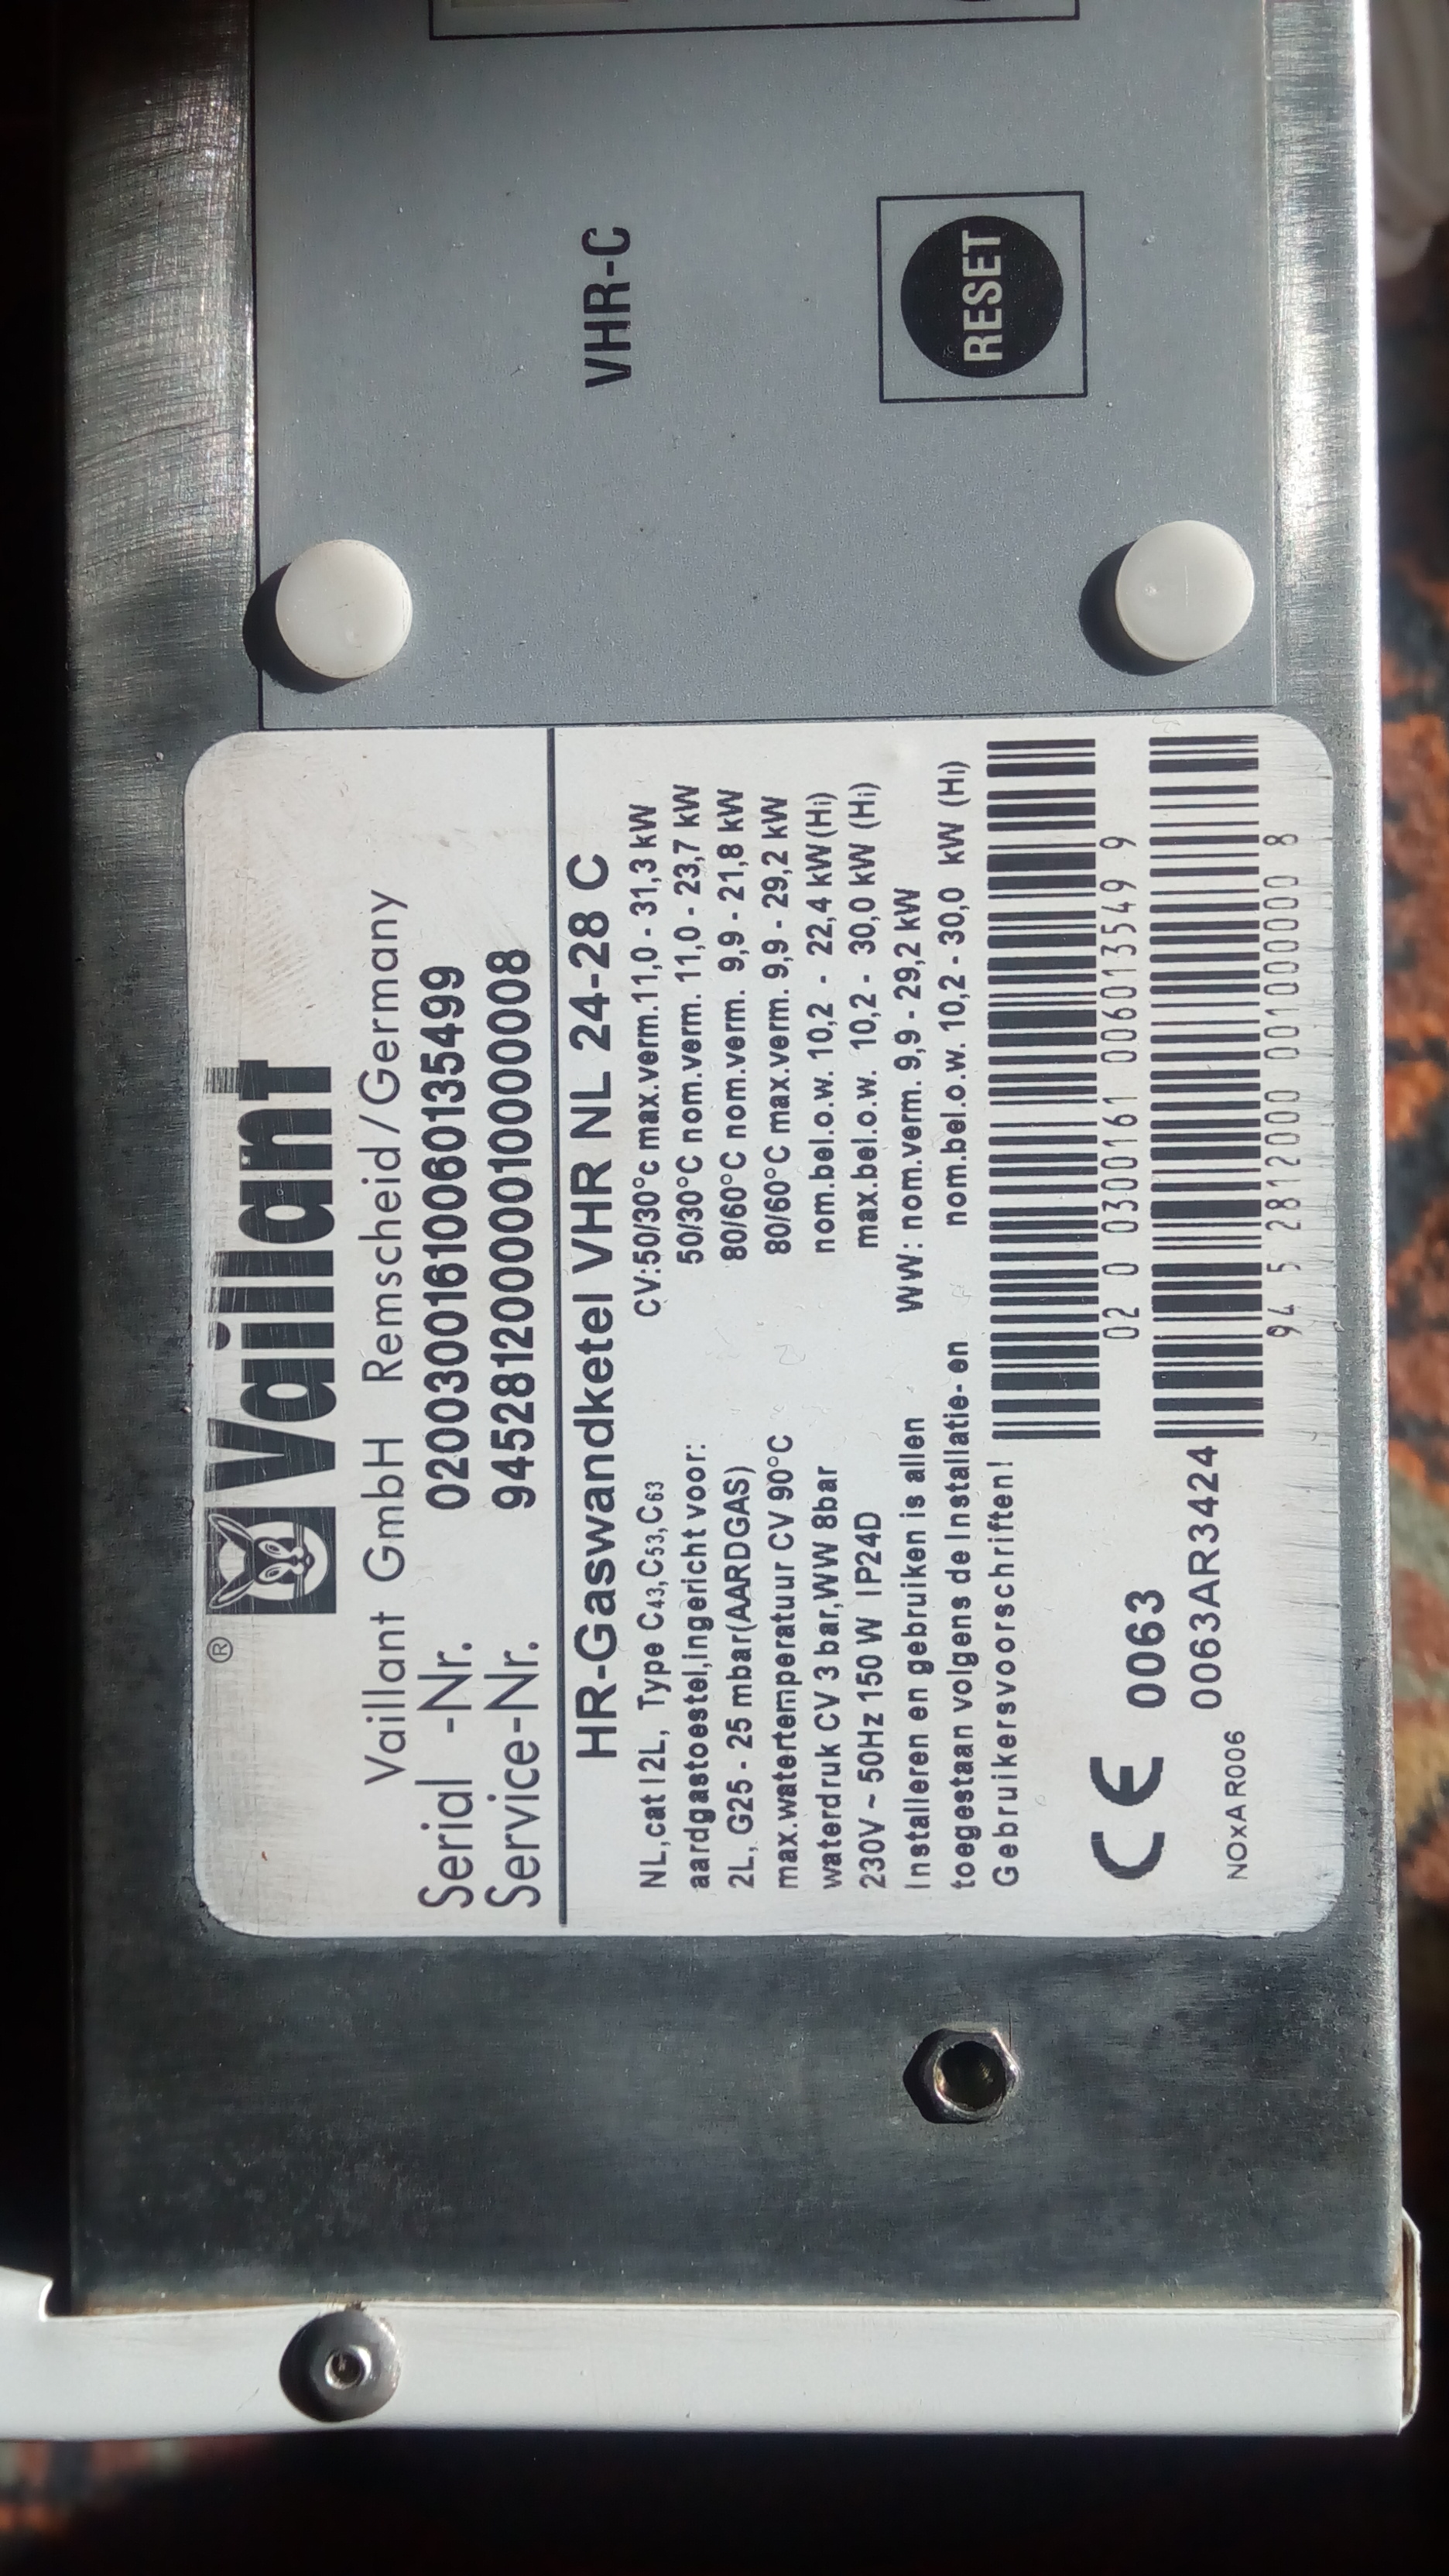 ® Vaillant
Vaillant GmbH Remscheid/Germany
Serial -Nr. 0200300161006013​5499
Service-Nr. 9452812000001000000​08
HR-Gaswandketel VHR NL 24-28 C
NL,cat I 2L, Type C43,C53,C63
aardgastoestel,ingericht voor:
2L, G25 - 25 mbar(AARDGAS)
max.watertemperatuur CV 90°C
waterdruk CV 3 bar,WW 8bar
230V ~ 50Hz 150 W IP24D
Installeren en gebruiken is allen
toegestaan volgens de Installatie- en
Gebruikersvoorschriften!
CV:50/30°c max.verm.11,0 - 31,3 kW
50/30°C nom.verm. 11,0 - 23,7 kW
80/60°C nom.verm. 9,9 - 21,8 kW
80/60°C max.verm. 9,9 - 29,2 kW
nom.bel.o.w. 10,2 - 22,4 kW(Hi)
max.bel.o.w. 10,2 - 30,0 kW (Hi)
WW: nom.verm. 9,9 - 29,2 kW
nom.bel.o.w. 10,2 - 30,0 kW (Hi)
02 0 0300161 006013549 9
CE 0063
0063AR3424
NOxAR006
94 5 2812000 001000000 8
VHR-C
RESET